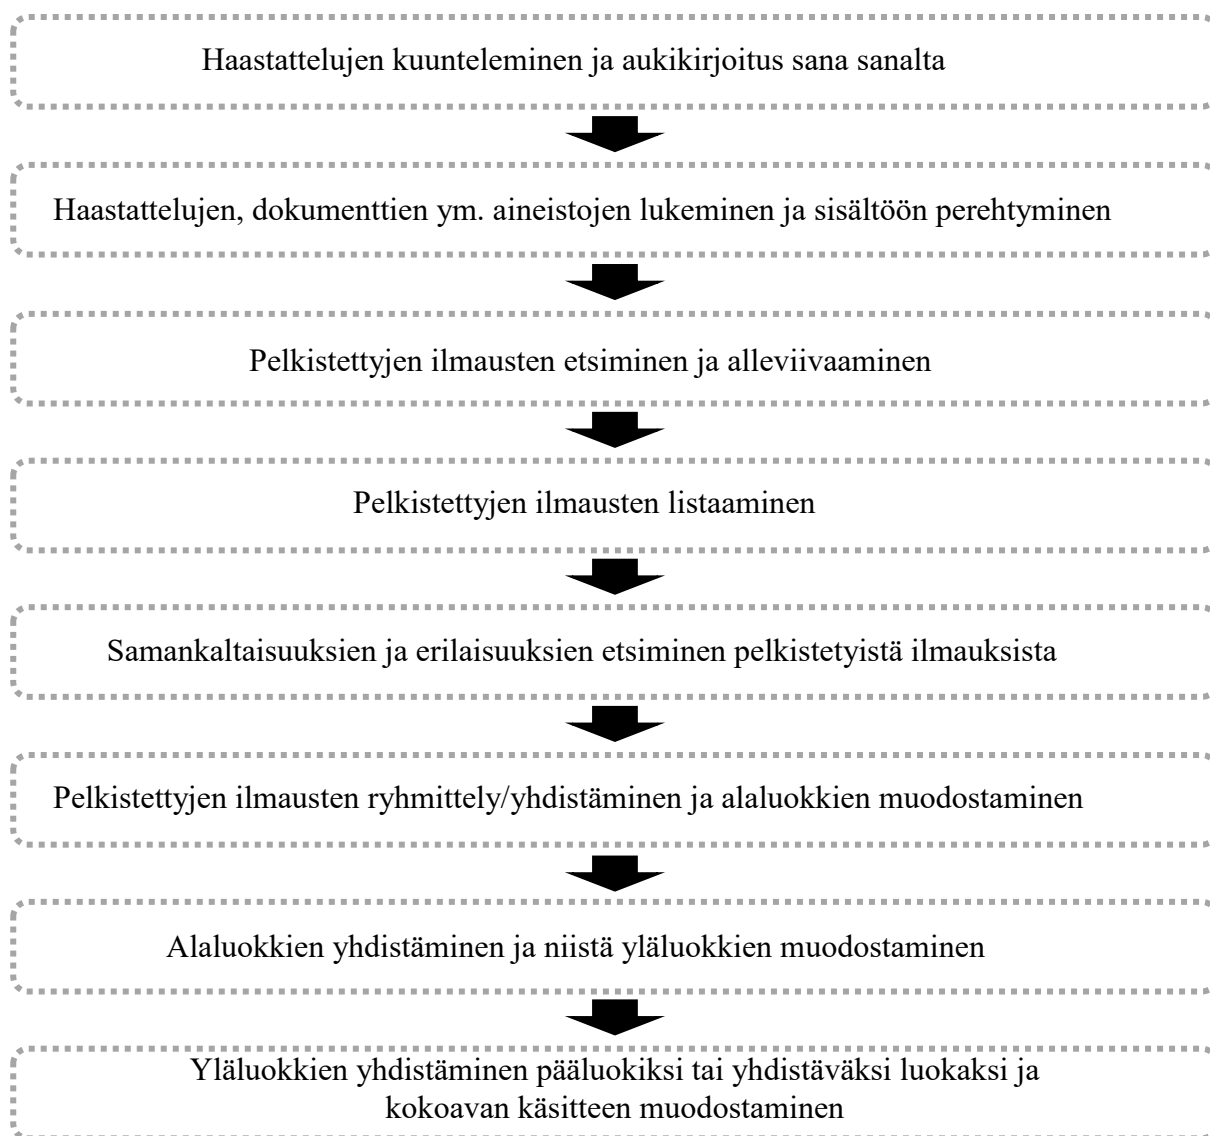 Haastattelujen kuunteleminen ja aukikirjoitus sana sanalta
Haastattelujen, dokumenttien ym. aineistojen lukeminen ja sisältöön perehtyminen
Pelkistettyjen ilmausten etsiminen ja alleviivaaminen
Pelkistettyjen ilmausten listaaminen
Samankaltaisuuksien ja erilaisuuksien etsiminen pelkistetyistä ilmauksista
Pelkistettyjen ilmausten ryhmittely/yhdistäminen ja alaluokkien muodostaminen
Alaluokkien yhdistäminen ja niistä yläluokkien muodostaminen
Yläluokkien yhdistäminen pääluokiksi tai yhdistäväksi luokaksi ja
kokoavan käsitteen muodostaminen